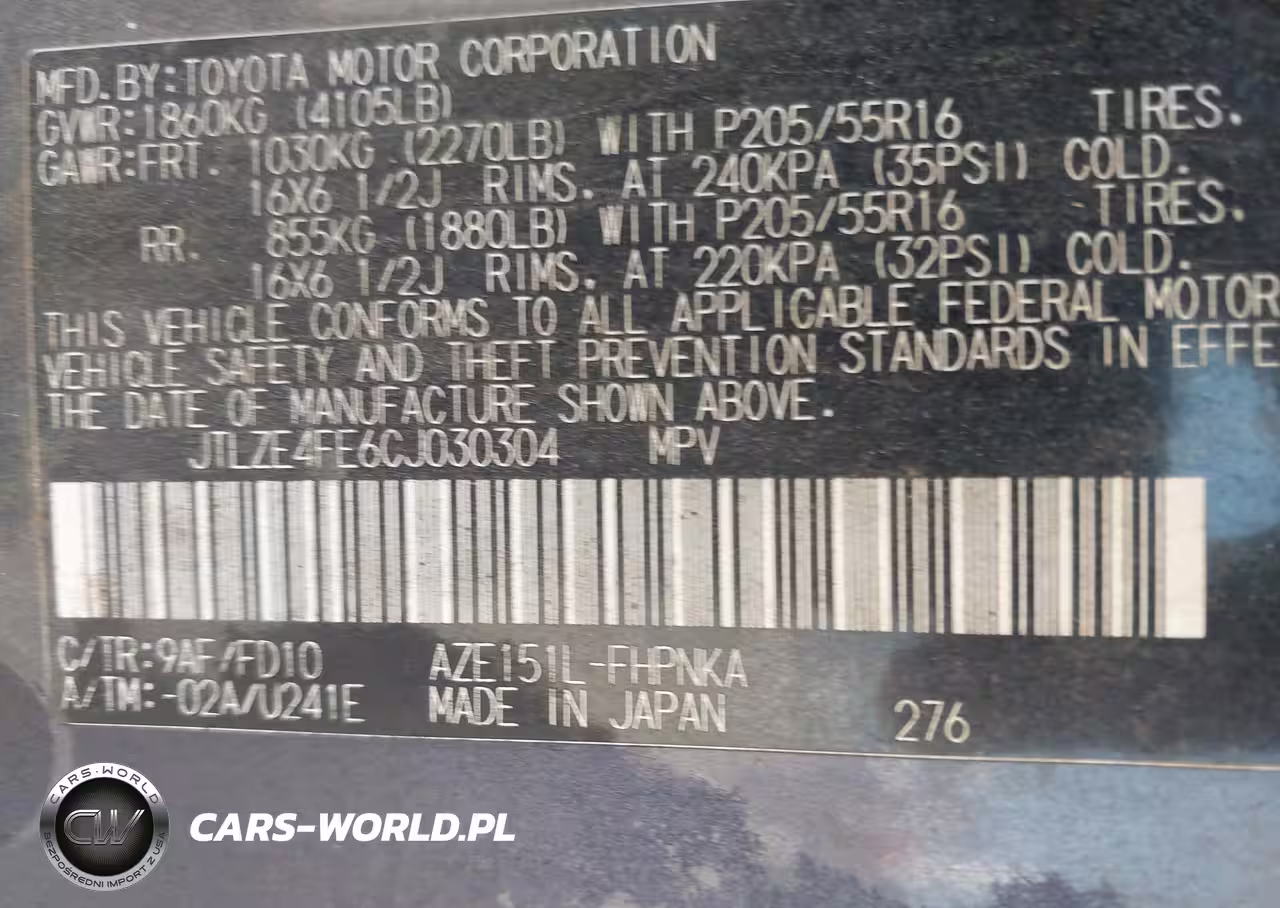 MFD. BY: TOYOTA MOTOR CORPORATION
GVWR: 1860KG (4105LB)
GAWR: FRT. 1030KG (2270LB) WITH P205/55R16 TIRES.
16X6 1/2J RIMS. AT 240KPA (35PSI) COLD.
RR. 855KG (1880LB) WITH P205/55R16 TIRES.
16X6 1/2J RIMS. AT 220KPA (32PSI) COLD.
THIS VEHICLE CONFORMS TO ALL APPLICABLE FEDERAL MOTOR
VEHICLE SAFETY AND THEFT PREVENTION STANDARDS IN EFFE
THE DATE OF MANUFACTURE SHOWN ABOVE.
JTLZE4FE6CJ030304 MPV
C/TR: 9AF/FD10 AZE151L-FHPNKA
A/TM: -02A/U241E MADE IN JAPAN 276
CARS-WORLD
CW
BEZPOŚREDNI IMPORT Z USA
CARS-WORLD.PL